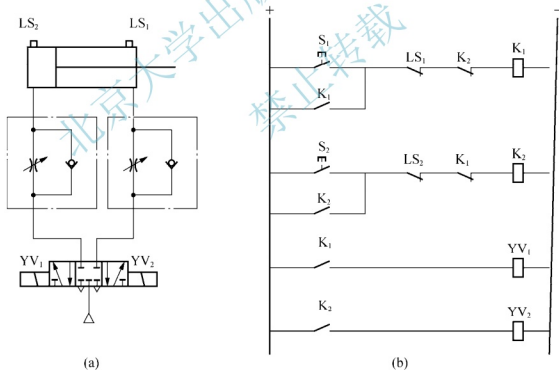 LS₂ LS₁
YV₁ YV₂
(a)
+ −
S₁ LS₁ K₂ K₁
K₁
S₂ LS₂ K₁ K₂
K₂
K₁ YV₁
K₂ YV₂
(b)
北京大学出版
禁止转载